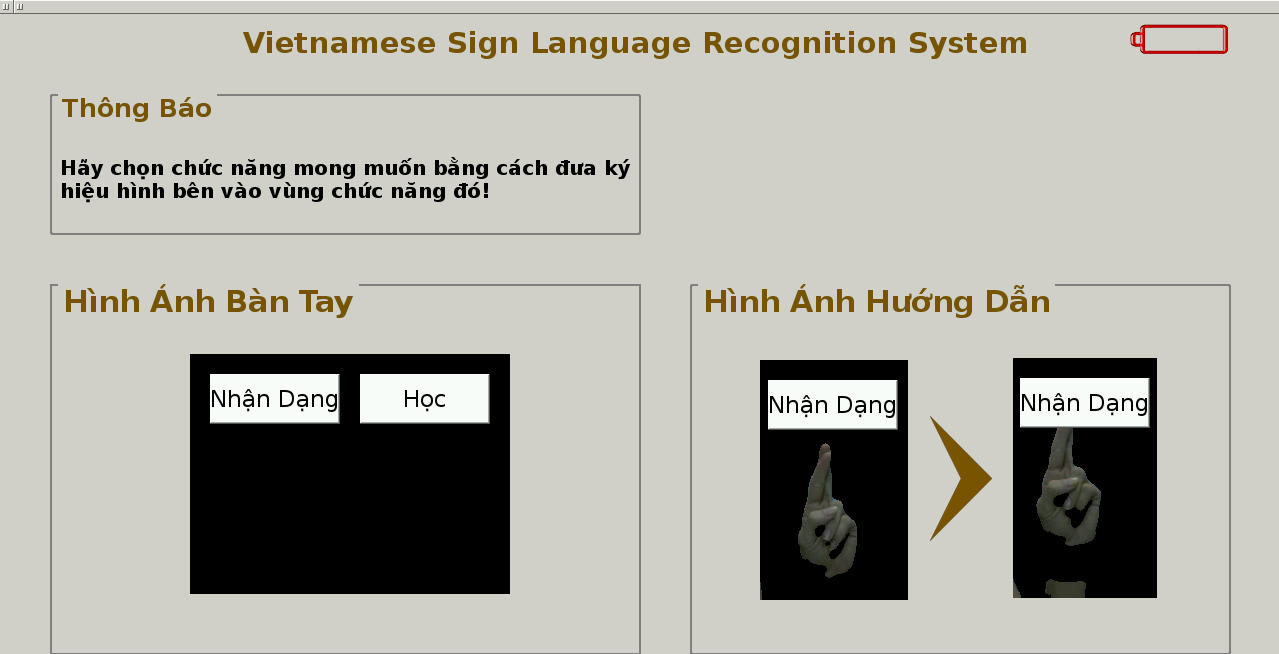 Vietnamese Sign Language Recognition System
Thông Báo
Hãy chọn chức năng mong muốn bằng cách đưa ký
hiệu hình bên vào vùng chức năng đó!
Hình Ảnh Bàn Tay
Nhận Dạng
Học
Hình Ảnh Hướng Dẫn
Nhận Dạng
Nhận Dạng